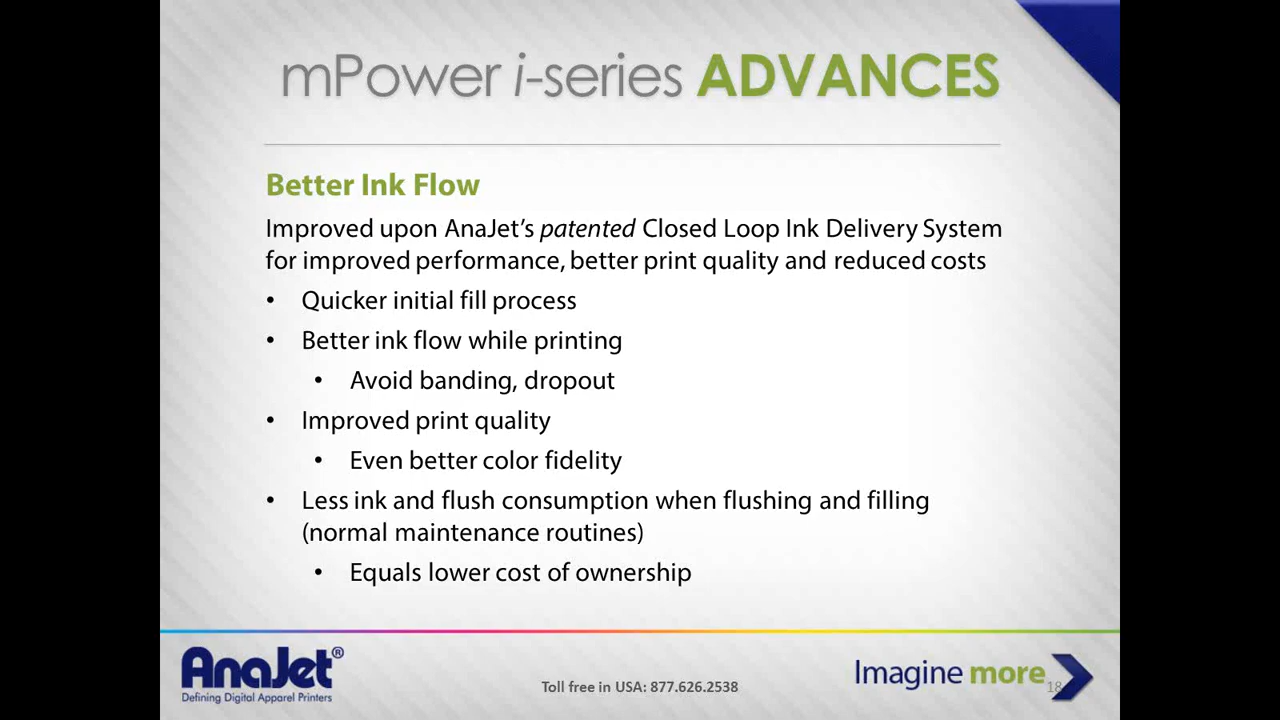 mPower i-series ADVANCES
Better Ink Flow
Improved upon AnaJet’s patented Closed Loop Ink Delivery System
for improved performance, better print quality and reduced costs
• Quicker initial fill process
• Better ink flow while printing
• Avoid banding, dropout
• Improved print quality
• Even better color fidelity
• Less ink and flush consumption when flushing and filling
(normal maintenance routines)
• Equals lower cost of ownership
AnaJet®
Defining Digital Apparel Printers
Toll free in USA: 877.626.2538
Imagine more
18